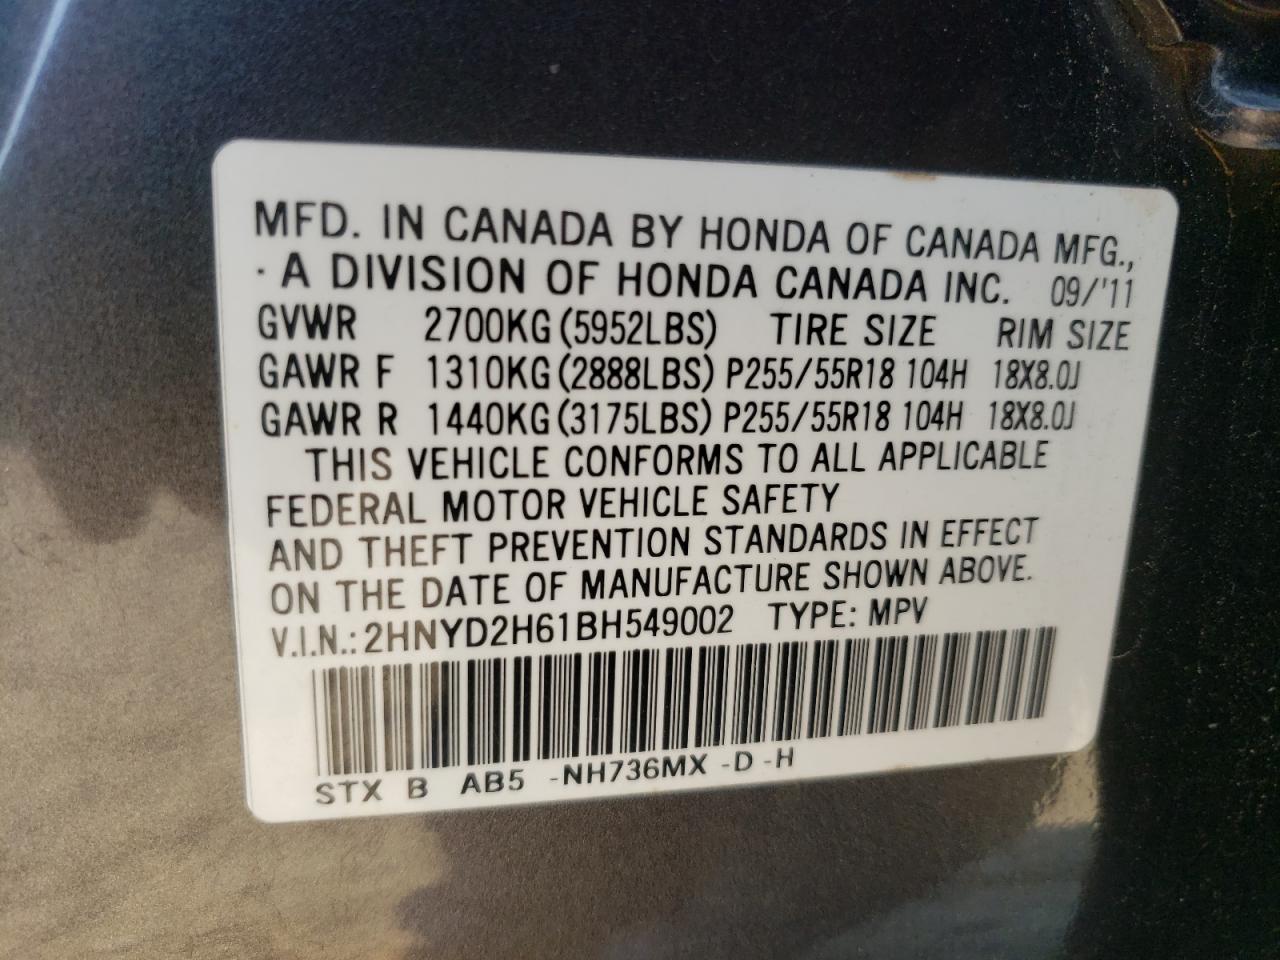 MFD. IN CANADA BY HONDA OF CANADA MFG.,
· A DIVISION OF HONDA CANADA INC. 09/'11
GVWR 2700KG (5952LBS) TIRE SIZE RIM SIZE
GAWR F 1310KG (2888LBS) P255/55R18 104H 18X8.0J
GAWR R 1440KG (3175LBS) P255/55R18 104H 18X8.0J
THIS VEHICLE CONFORMS TO ALL APPLICABLE
FEDERAL MOTOR VEHICLE SAFETY
AND THEFT PREVENTION STANDARDS IN EFFECT
ON THE DATE OF MANUFACTURE SHOWN ABOVE.
V.I.N.: 2HNYD2H61BH549002 TYPE: MPV
STX B AB5 -NH736MX -D -H